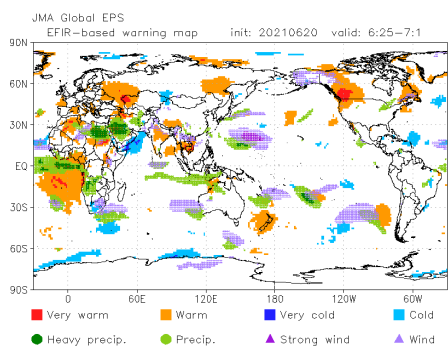 JMA Global EPS
EFIR-based warning map init: 20210620 valid: 6:25-7:1
90N
60N
30N
EQ
30S
60S
90S
0 60E 120E 180 120W 60W
Very warm Warm Very cold Cold
Heavy precip. Precip. Strong wind Wind